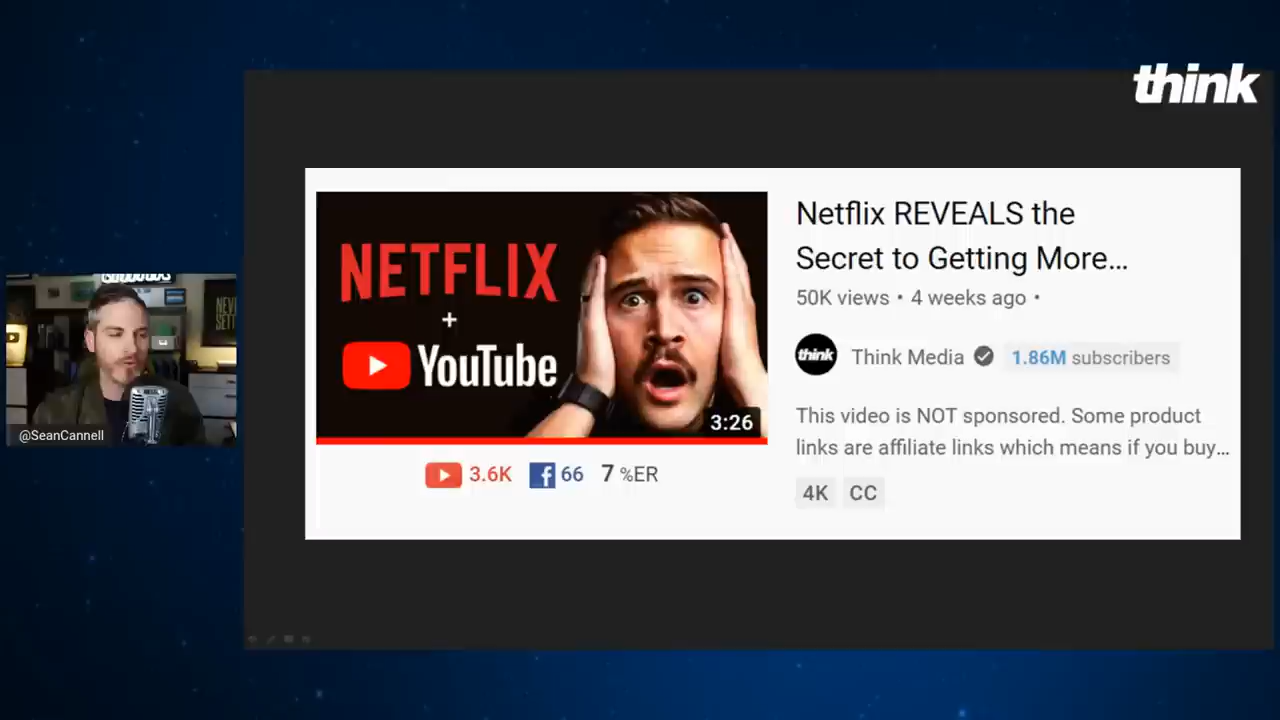 think
NETFLIX
+
YouTube
3:26
3.6K 66 7 %ER
Netflix REVEALS the
Secret to Getting More…
50K views • 4 weeks ago •
think Think Media 1.86M subscribers
This video is NOT sponsored. Some product
links are affiliate links which means if you buy…
4K CC
@SeanCannell